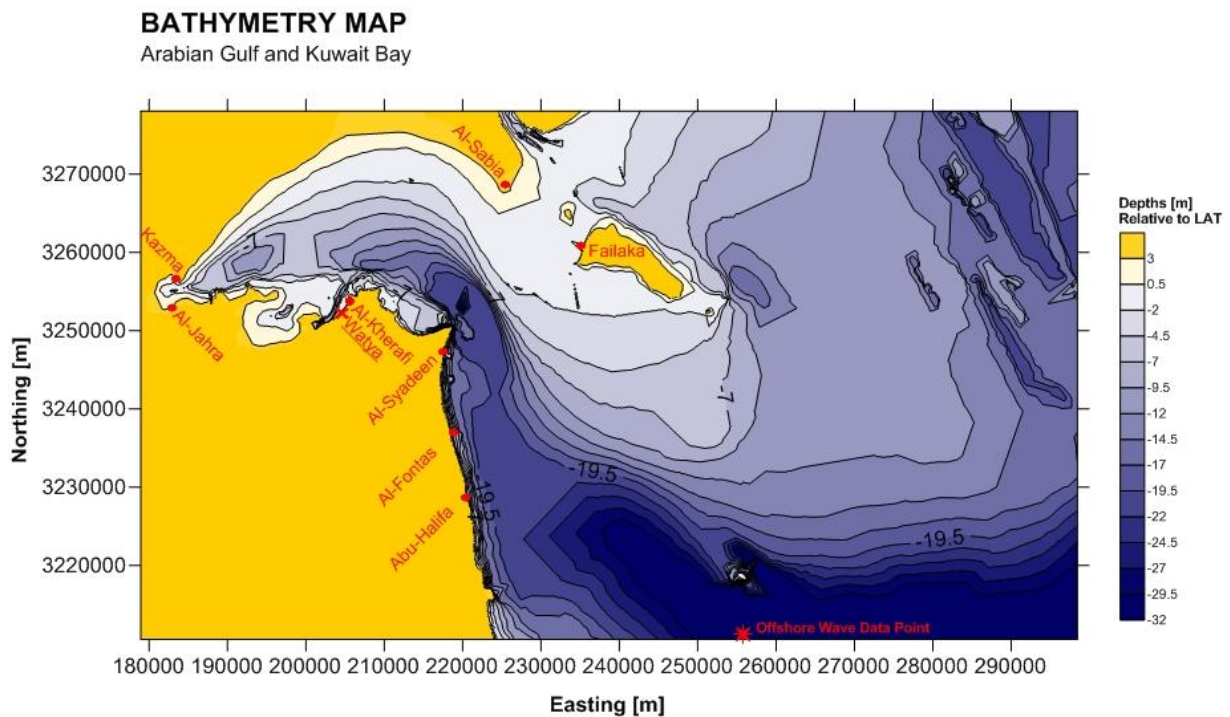 BATHYMETRY MAP
Arabian Gulf and Kuwait Bay
Northing [m]
3270000
3260000
3250000
3240000
3230000
3220000
180000 190000 200000 210000 220000 230000 240000 250000 260000 270000 280000 290000
Easting [m]
Al-Sabia
Kazma
Al-Jahra
Failaka
Al-Kherafi
Watya
Al-Syadeen
Al-Fontas
Abu-Halifa
-7
-7
-19.5
-19.5
-19.5
Offshore Wave Data Point
Depths [m]
Relative to LAT
3
0.5
-2
-4.5
-7
-9.5
-12
-14.5
-17
-19.5
-22
-24.5
-27
-29.5
-32